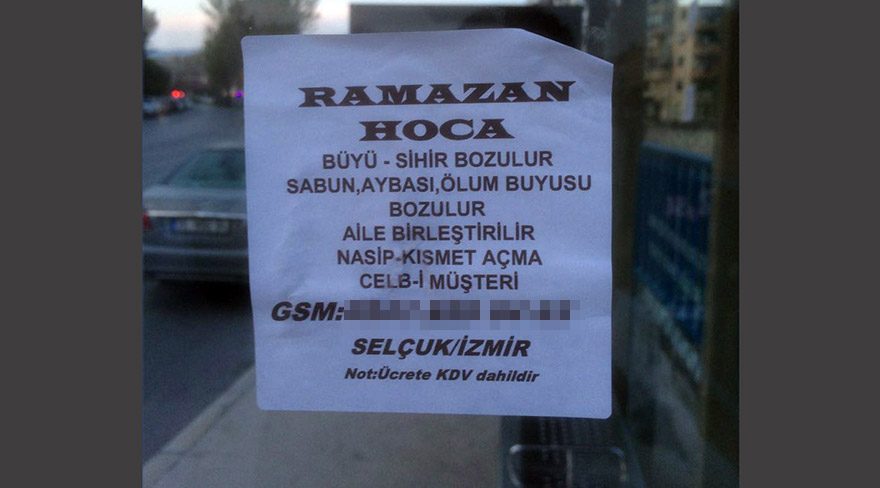 RAMAZAN
HOCA
BÜYÜ - SİHİR BOZULUR
SABUN,AYBASI,ÖLUM BUYUSU
BOZULUR
AİLE BİRLEŞTİRİLİR
NASİP-KISMET AÇMA
CELB-İ MÜŞTERİ
GSM:
SELÇUK/İZMİR
Not:Ücrete KDV dahildir